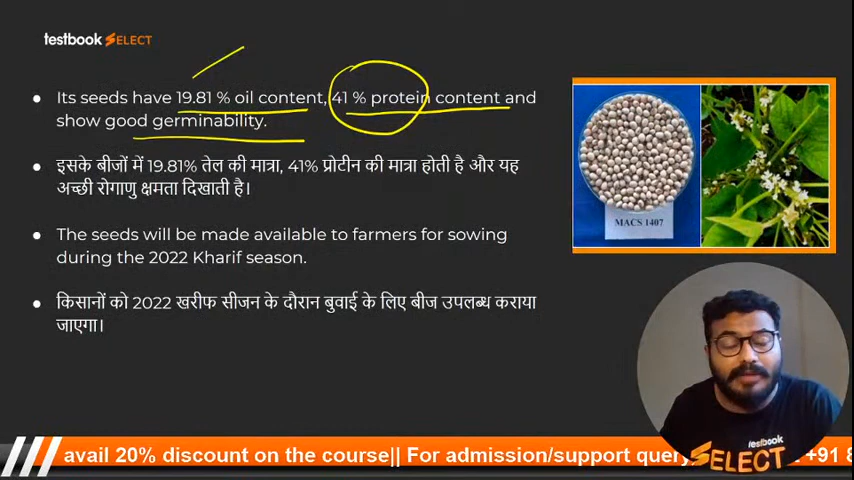 testbook SELECT
Its seeds have 19.81 % oil content, 41 % protein content and
show good germinability.
इसके बीजों में 19.81% तेल की मात्रा, 41% प्रोटीन की मात्रा होती है और यह
अच्छी रोगाणु क्षमता दिखाती है।
MACS 1407
The seeds will be made available to farmers for sowing
during the 2022 Kharif season.
किसानों को 2022 खरीफ सीजन के दौरान बुवाई के लिए बीज उपलब्ध कराया
जाएगा।
testbook
SELECT
avail 20% discount on the course|| For admission/support query +91 8